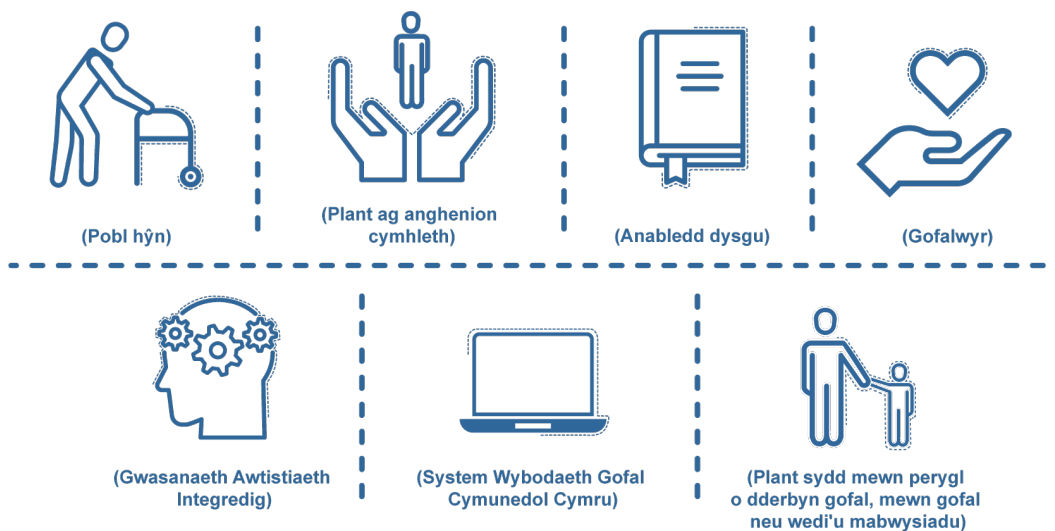 (Pobl hŷn)
(Plant ag anghenion
cymhleth)
(Anabledd dysgu)
(Gofalwyr)
(Gwasanaeth Awtistiaeth
Integredig)
(System Wybodaeth Gofal
Cymunedol Cymru)
(Plant sydd mewn perygl
o dderbyn gofal, mewn gofal
neu wedi'u mabwysiadu)